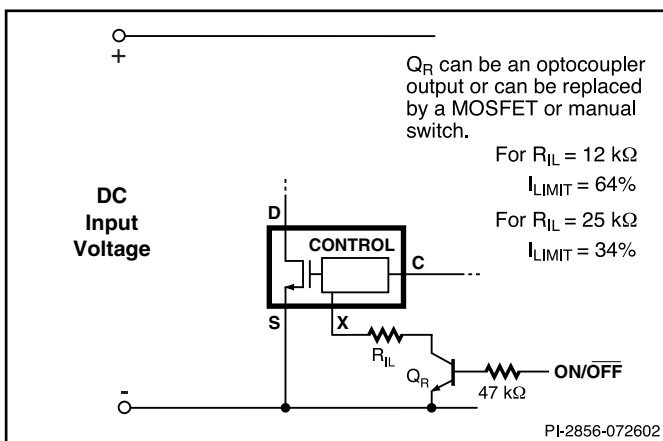 +
Q_R can be an optocoupler
output or can be replaced
by a MOSFET or manual
switch.
For R_IL = 12 kΩ
I_LIMIT = 64%
For R_IL = 25 kΩ
I_LIMIT = 34%
DC
Input
Voltage
D
CONTROL
C
S
X
R_IL
Q_R
47 kΩ
ON/O̅F̅F̅
-
PI-2856-072602